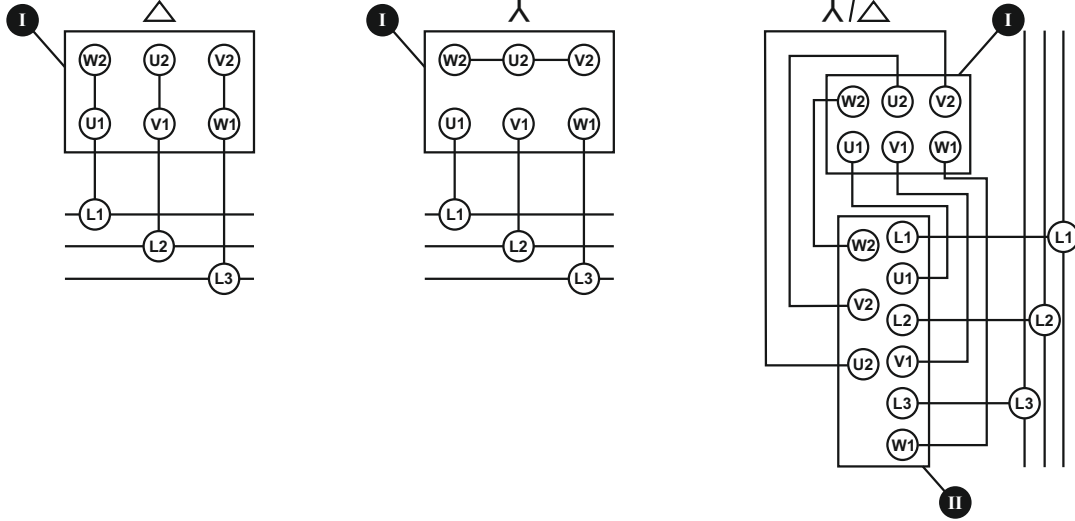 I I / I
W2 U2 V2
U1 V1 W1
L1
L2
L3
W2 U2 V2
U1 V1 W1
L1
L2
L3
W2 U2 V2
U1 V1 W1
L1 L1
W2
U1
V2
L2 L2
U2 V1
L3 L3
W1
II